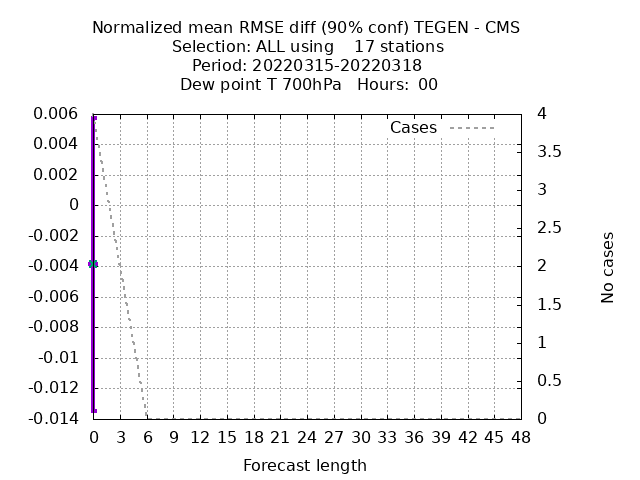 Normalized mean RMSE diff (90% conf) TEGEN - CMS
Selection: ALL using    17 stations
Period: 20220315-20220318
Dew point T 700hPa   Hours:  00
Cases
0.006
0.004
0.002
0
-0.002
-0.004
-0.006
-0.008
-0.01
-0.012
-0.014
4
3.5
3
2.5
2
1.5
1
0.5
0
No cases
0 3 6 9 12 15 18 21 24 27 30 33 36 39 42 45 48
Forecast length